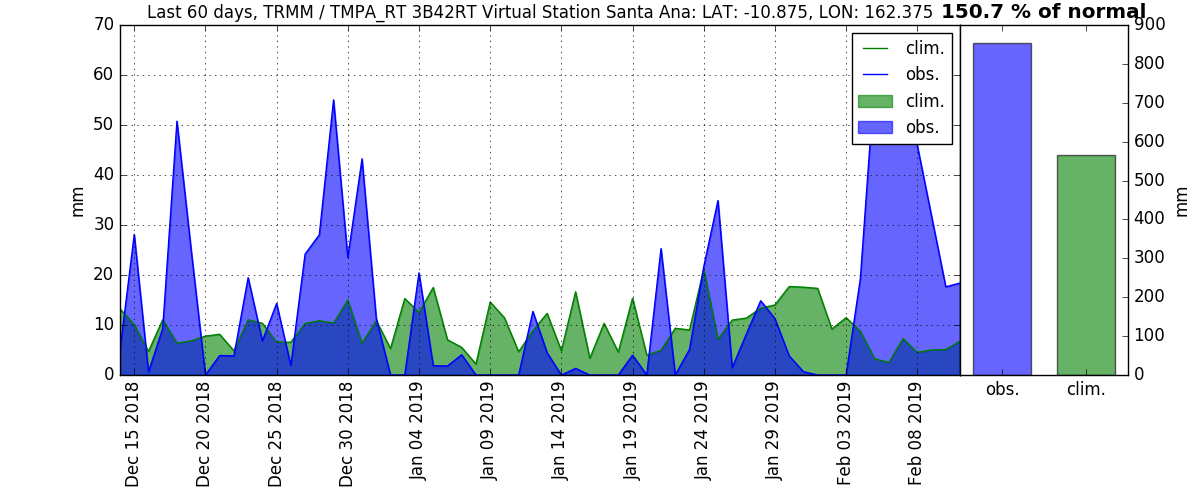 Last 60 days, TRMM / TMPA_RT 3B42RT Virtual Station Santa Ana: LAT: -10.875, LON: 162.375 150.7 % of normal
70
60
50
40
30
20
10
0
mm
clim.
obs.
clim.
obs.
Dec 15 2018
Dec 20 2018
Dec 25 2018
Dec 30 2018
Jan 04 2019
Jan 09 2019
Jan 14 2019
Jan 19 2019
Jan 24 2019
Jan 29 2019
Feb 03 2019
Feb 08 2019
900
800
700
600
500
400
300
200
100
0
mm
obs.
clim.